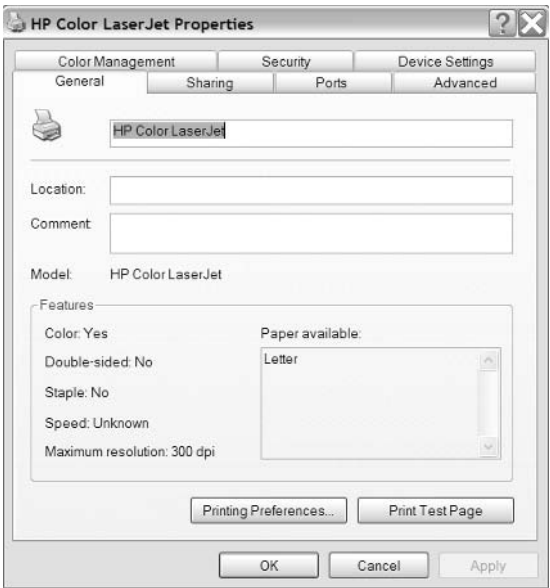 HP Color LaserJet Properties
Color Management Security Device Settings
General Sharing Ports Advanced
HP Color LaserJet
Location:
Comment
Model: HP Color LaserJet
Features
Color: Yes
Paper available:
Double-sided: No
Letter
Staple: No
Speed: Unknown
Maximum resolution: 300 dpi
Printing Preferences... Print Test Page
OK Cancel Apply